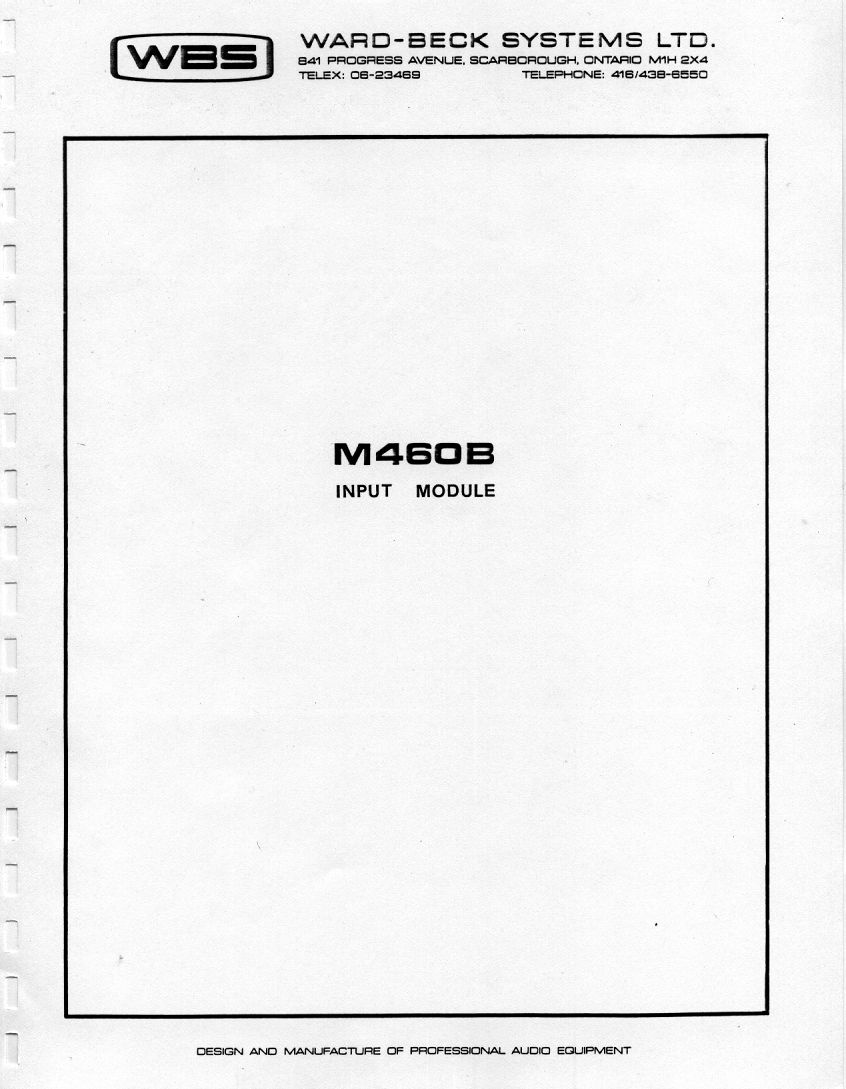 WBS
WARD-BECK SYSTEMS LTD.
841 PROGRESS AVENUE, SCARBOROUGH, ONTARIO M1H 2X4
TELEX: 06-23469 TELEPHONE: 416/438-6550
M460B
INPUT MODULE
DESIGN AND MANUFACTURE OF PROFESSIONAL AUDIO EQUIPMENT